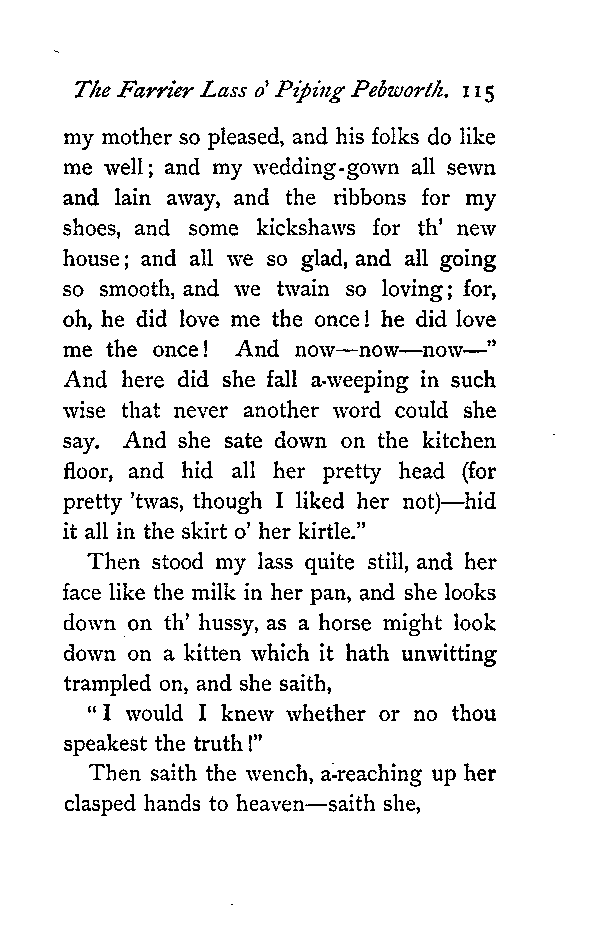 The Farrier Lass o' Piping Pebworth. 115
my mother so pleased, and his folks do like
me well; and my wedding-gown all sewn
and lain away, and the ribbons for my
shoes, and some kickshaws for th' new
house; and all we so glad, and all going
so smooth, and we twain so loving; for,
oh, he did love me the once! he did love
me the once! And now—now—now—"
And here did she fall a-weeping in such
wise that never another word could she
say. And she sate down on the kitchen
floor, and hid all her pretty head (for
pretty 'twas, though I liked her not)—hid
it all in the skirt o' her kirtle."
Then stood my lass quite still, and her
face like the milk in her pan, and she looks
down on th' hussy, as a horse might look
down on a kitten which it hath unwitting
trampled on, and she saith,
"I would I knew whether or no thou
speakest the truth!"
Then saith the wench, a-reaching up her
clasped hands to heaven—saith she,